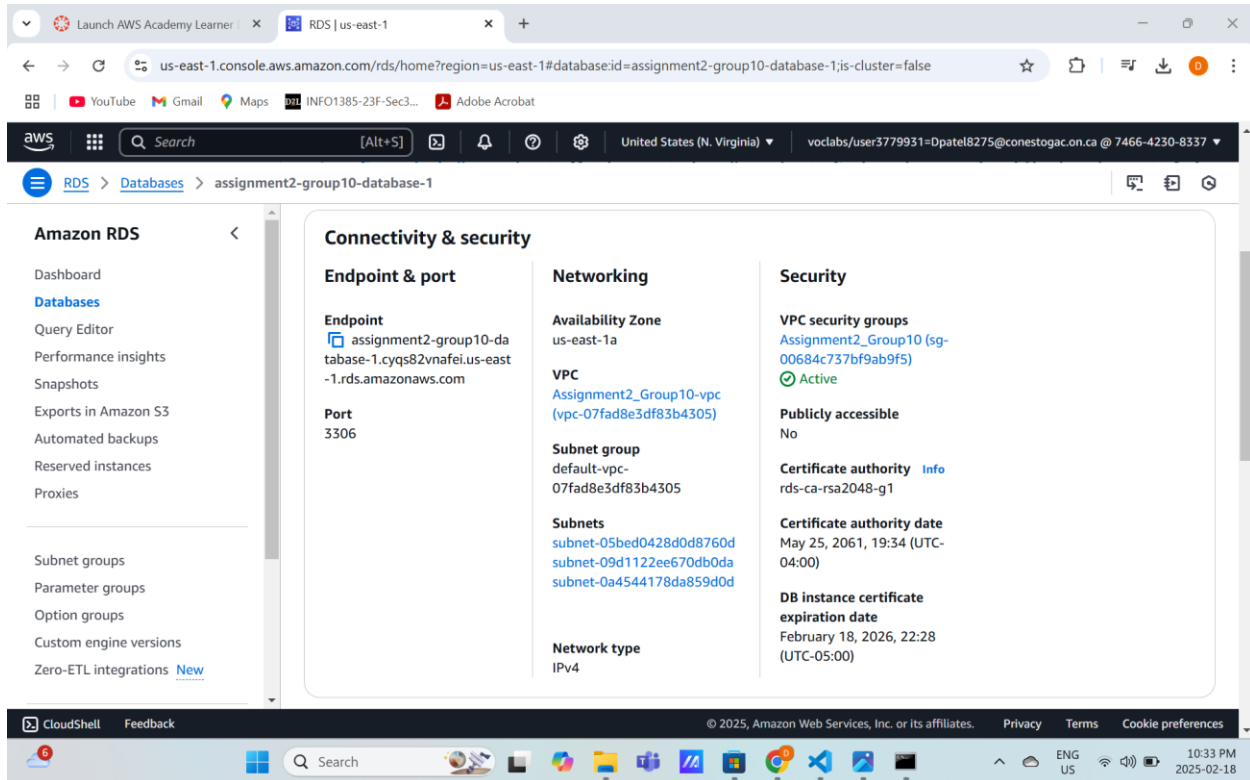 Launch AWS Academy Learner
RDS | us-east-1
us-east-1.console.aws.amazon.com/rds/home?region=us-east-1#database:id=assignment2-group10-database-1;is-cluster=false
YouTube
Gmail
Maps
D2L INFO1385-23F-Sec3...
Adobe Acrobat
aws
Search
[Alt+S]
United States (N. Virginia)
voclabs/user3779931=Dpatel8275@conestogac.on.ca @ 7466-4230-8337
RDS > Databases > assignment2-group10-database-1
Amazon RDS
Dashboard
Databases
Query Editor
Performance insights
Snapshots
Exports in Amazon S3
Automated backups
Reserved instances
Proxies
Subnet groups
Parameter groups
Option groups
Custom engine versions
Zero-ETL integrations New
Connectivity & security
Endpoint & port
Endpoint
assignment2-group10-da
tabase-1.cyqs82vnafei.us-east
-1.rds.amazonaws.com
Port
3306
Networking
Availability Zone
us-east-1a
VPC
Assignment2_Group10-vpc
(vpc-07fad8e3df83b4305)
Subnet group
default-vpc-
07fad8e3df83b4305
Subnets
subnet-05bed0428d0d8760d
subnet-09d1122ee670db0da
subnet-0a4544178da859d0d
Network type
IPv4
Security
VPC security groups
Assignment2_Group10 (sg-
00684c737bf9ab9f5)
Active
Publicly accessible
No
Certificate authority Info
rds-ca-rsa2048-g1
Certificate authority date
May 25, 2061, 19:34 (UTC-
04:00)
DB instance certificate
expiration date
February 18, 2026, 22:28
(UTC-05:00)
CloudShell
Feedback
© 2025, Amazon Web Services, Inc. or its affiliates.
Privacy
Terms
Cookie preferences
6
Search
ENG
US
10:33 PM
2025-02-18